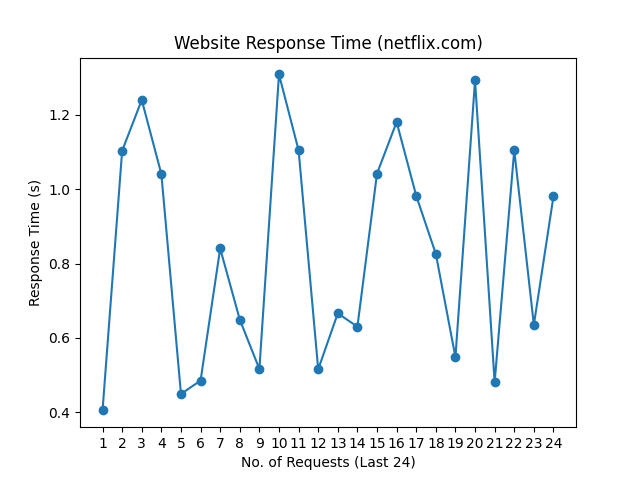 Website Response Time (netflix.com)
Response Time (s)
1.2
1.0
0.8
0.6
0.4
1 2 3 4 5 6 7 8 9 10 11 12 13 14 15 16 17 18 19 20 21 22 23 24
No. of Requests (Last 24)